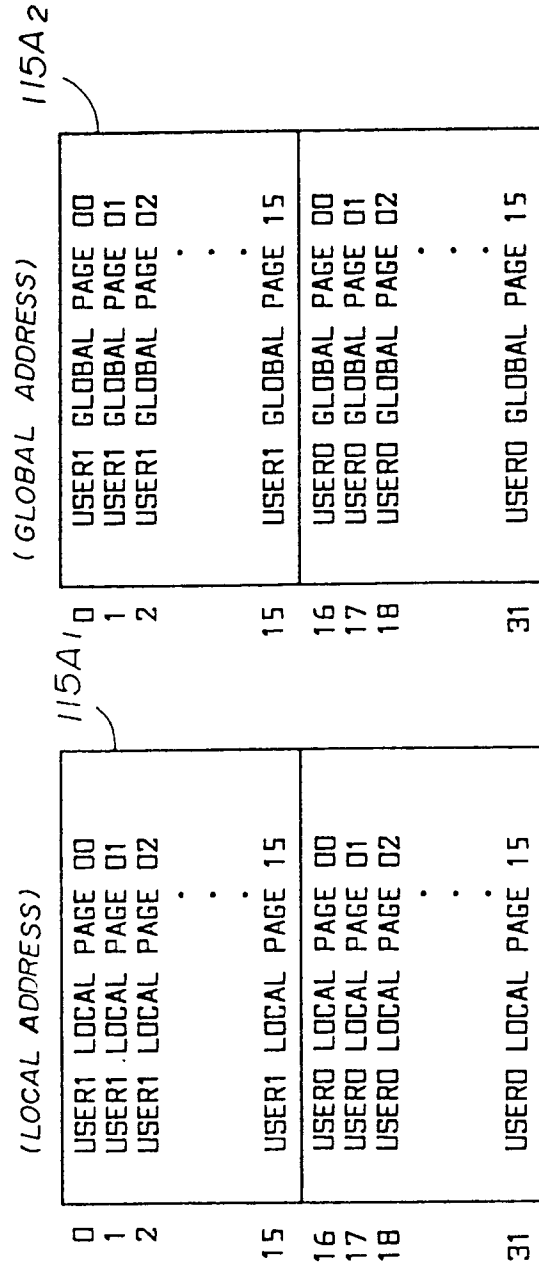 (LOCAL ADDRESS)
115A1
0 USER1 LOCAL PAGE 00
1 USER1 LOCAL PAGE 01
2 USER1 LOCAL PAGE 02
. . .
15 USER1 LOCAL PAGE 15
16 USER0 LOCAL PAGE 00
17 USER0 LOCAL PAGE 01
18 USER0 LOCAL PAGE 02
. . .
31 USER0 LOCAL PAGE 15
(GLOBAL ADDRESS)
115A2
0 USER1 GLOBAL PAGE 00
1 USER1 GLOBAL PAGE 01
2 USER1 GLOBAL PAGE 02
. . .
15 USER1 GLOBAL PAGE 15
16 USER0 GLOBAL PAGE 00
17 USER0 GLOBAL PAGE 01
18 USER0 GLOBAL PAGE 02
. . .
31 USER0 GLOBAL PAGE 15